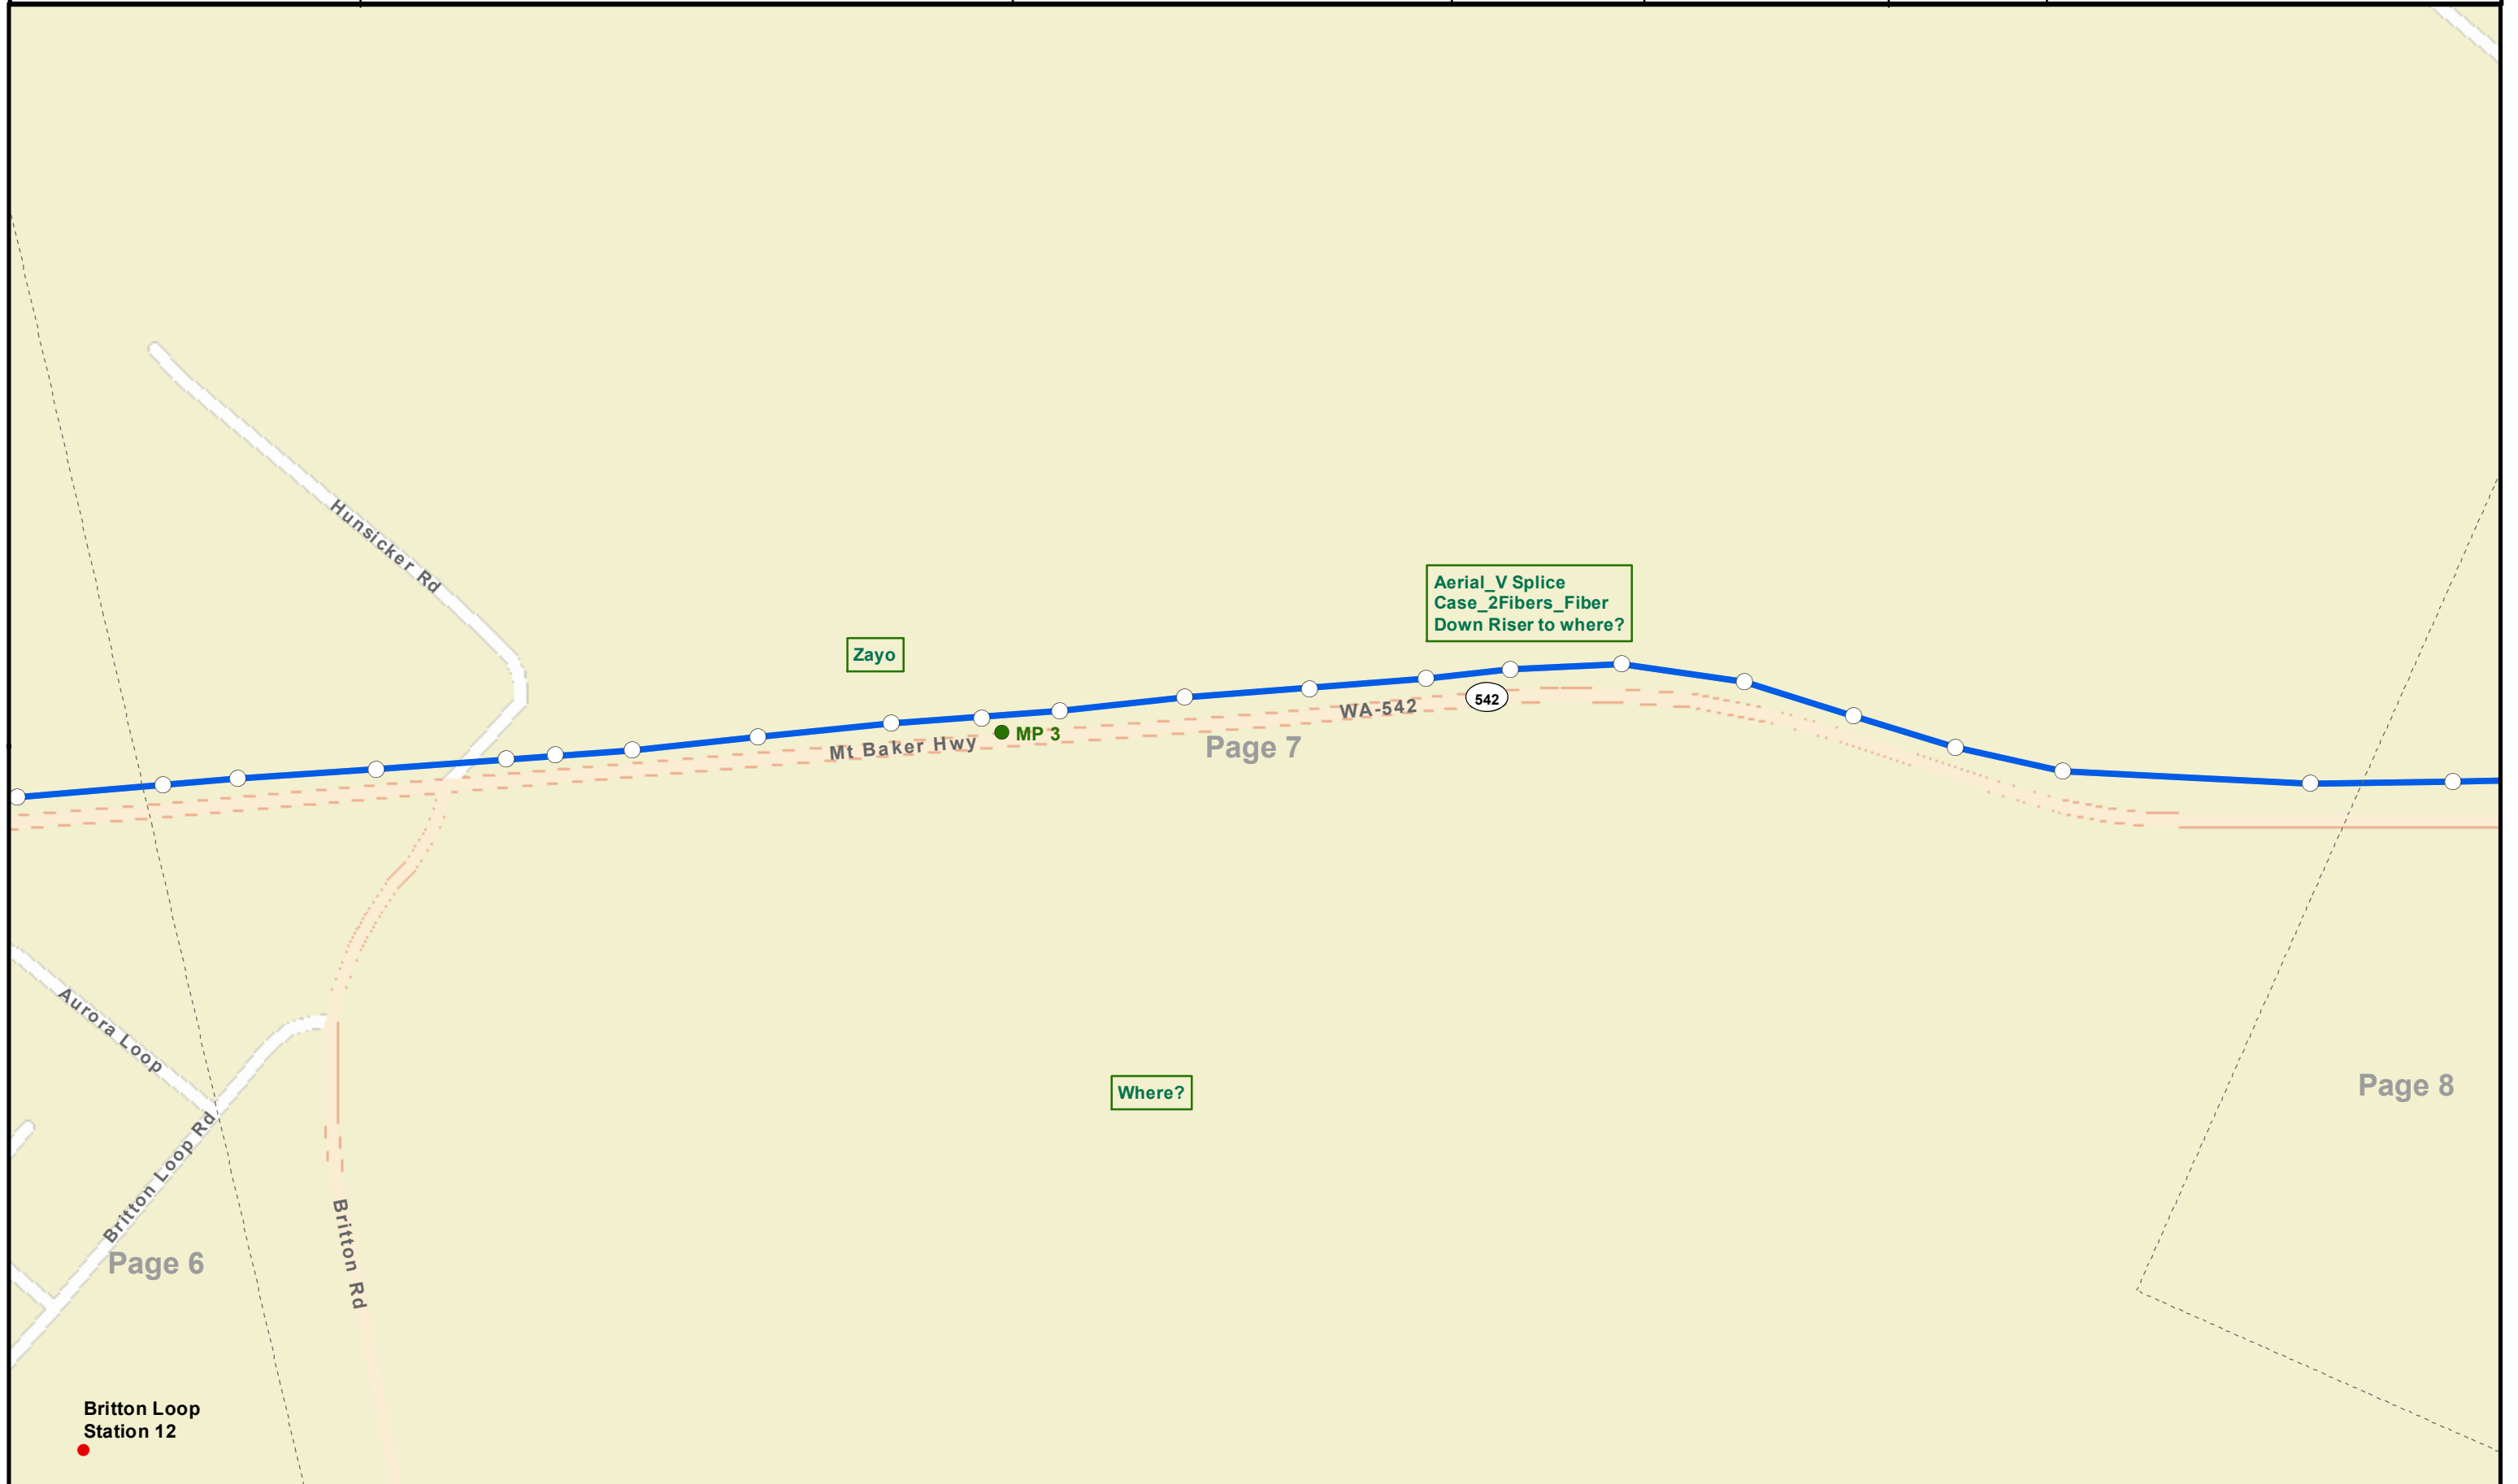 Hunsicker Rd
Aerial_V Splice
Case_2Fibers_Fiber
Down Riser to where?
Zayo
542
WA-542
MP 3
Mt Baker Hwy
Page 7
Aurora Loop
Where?
Page 8
Britton Loop Rd
Britton Rd
Page 6
Britton Loop
Station 12